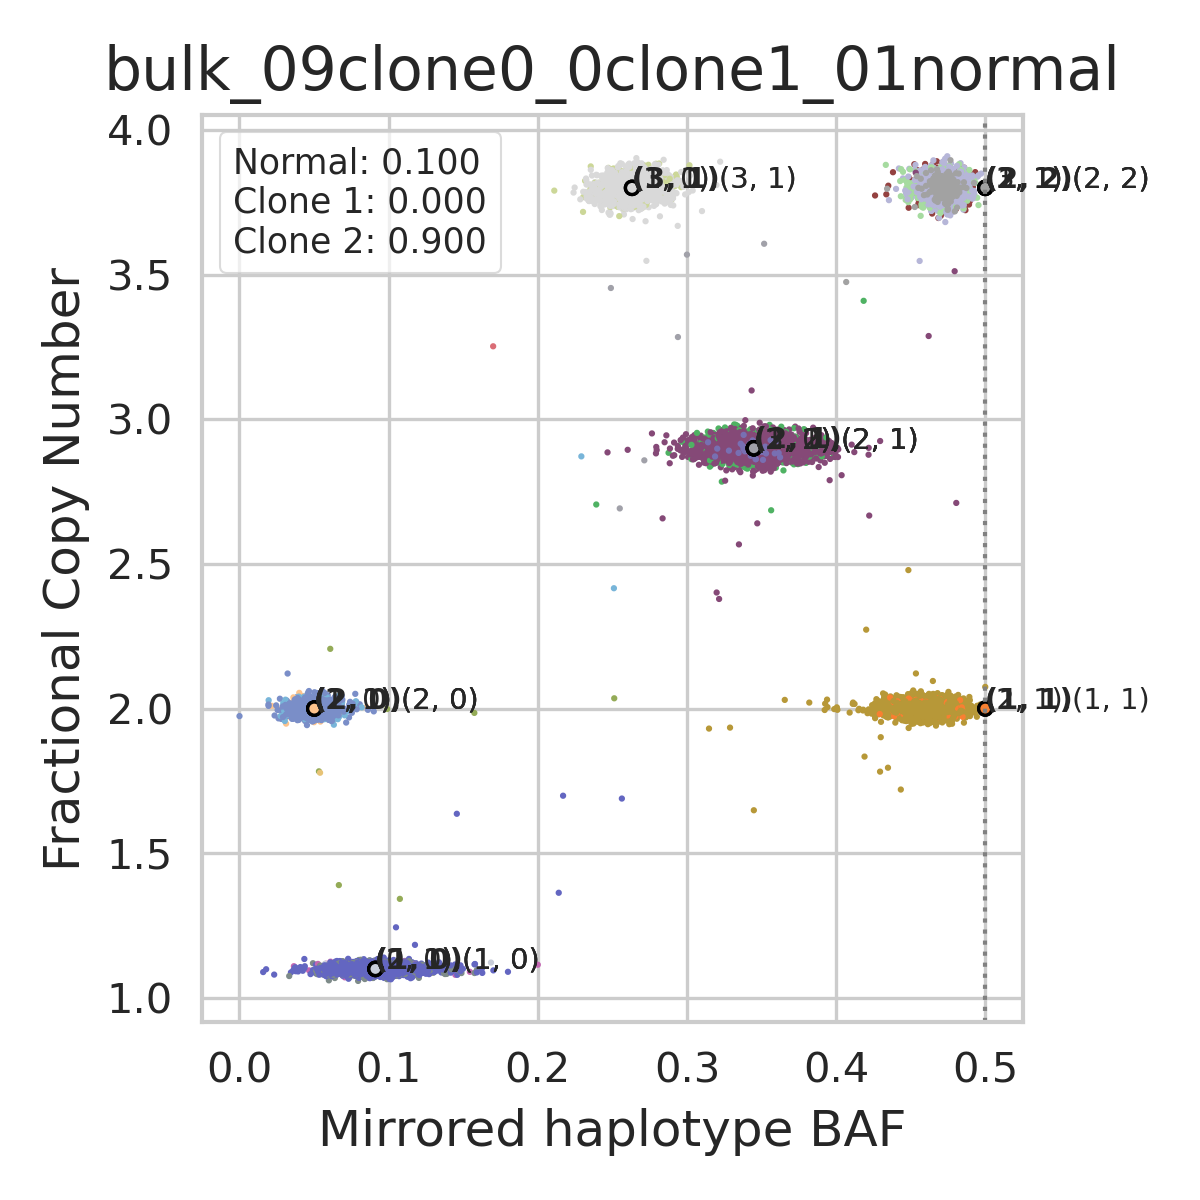 bulk_09clone0_0clone1_01normal
Normal: 0.100
Clone 1: 0.000
Clone 2: 0.900
(3, 1)
(2, 2)
(2, 1)
(2, 0)
(1, 1)
(1, 0)
4.0
3.5
3.0
2.5
2.0
1.5
1.0
Fractional Copy Number
0.0 0.1 0.2 0.3 0.4 0.5
Mirrored haplotype BAF